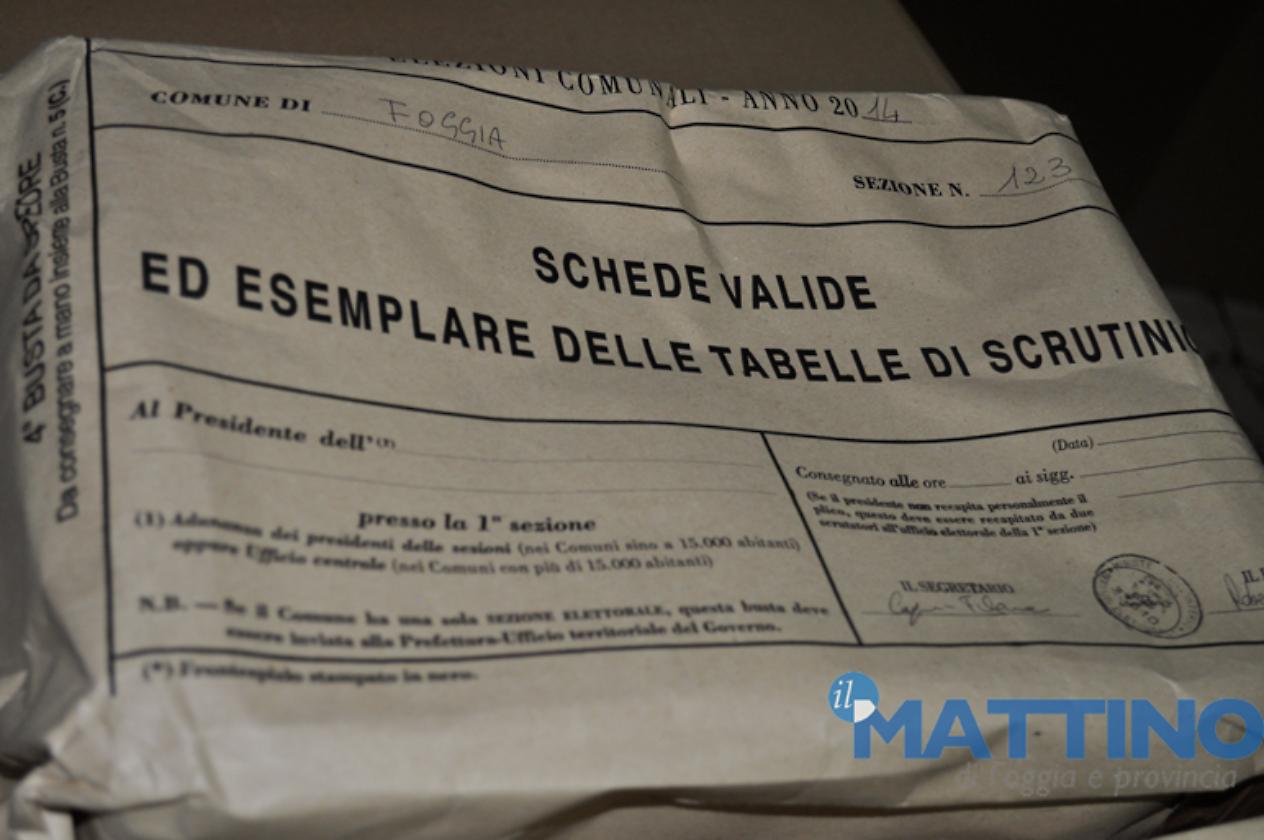 ELEZIONI COMUNALI - ANNO 2014
COMUNE DI FOGGIA
SEZIONE N. 123
SCHEDE VALIDE
ED ESEMPLARE DELLE TABELLE DI SCRUTINIO
4ª BUSTA DA SPEDRE
Da consegnare a mano insieme alla Busta n. 5 (C.)
Al Presidente dell'(1)
presso la 1ª sezione
(1) Adunanza dei presidenti delle sezioni (nei Comuni sino a 15.000 abitanti)
oppure Ufficio centrale (nei Comuni con più di 15.000 abitanti)
N.B. — Se il Comune ha una sola SEZIONE ELETTORALE, questa busta deve
essere inviata alla Prefettura-Ufficio territoriale del Governo.
(*) Frontespizio stampato in nero.
(Data)
Consegnato alle ore ai sigg.
(Se il presidente non recapita personalmente il
plico, questo deve essere recapitato da due
scrutatori all'ufficio elettorale della 1ª sezione)
IL SEGRETARIO
il MATTINO
di Foggia e provincia